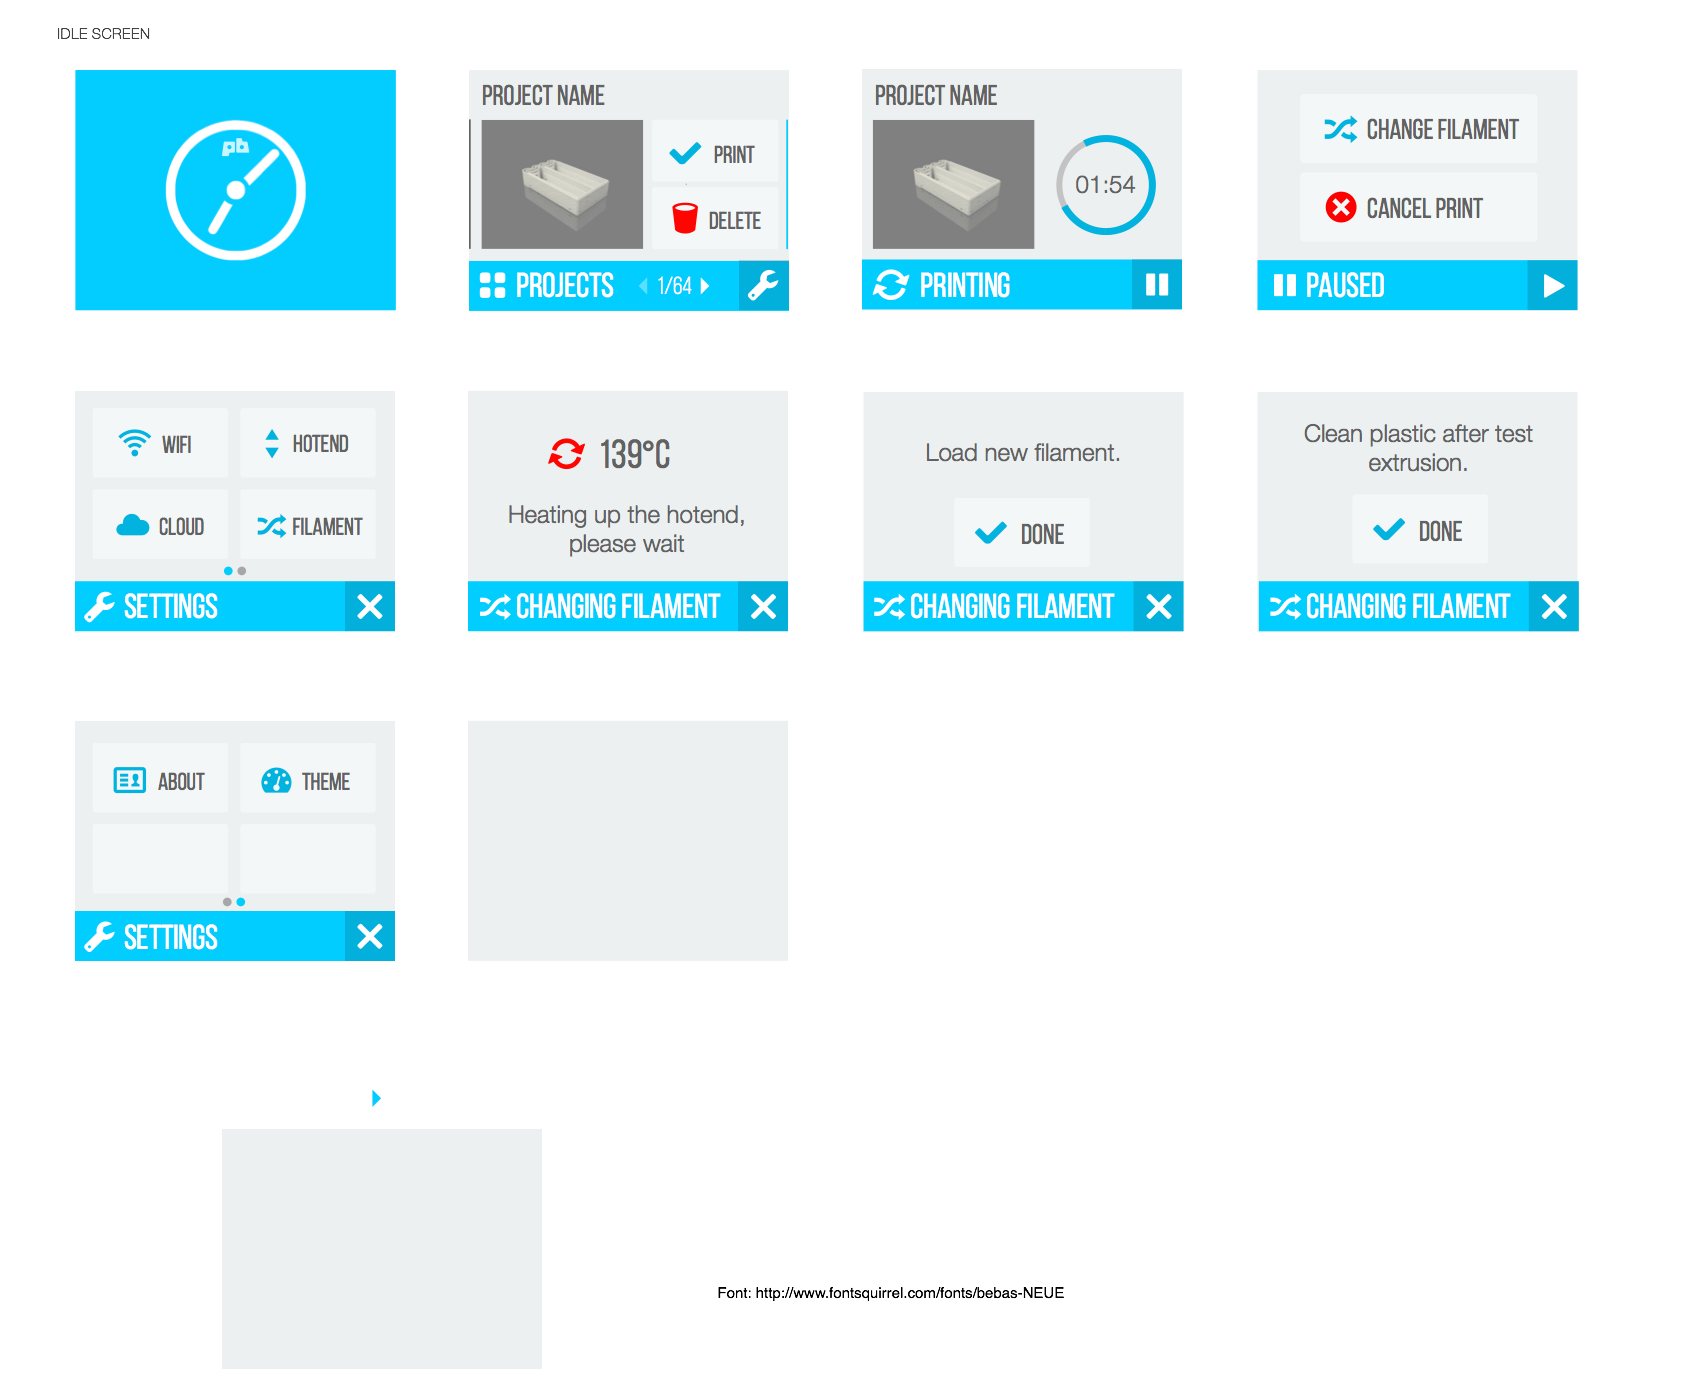 IDLE SCREEN
pb
PROJECT NAME
PRINT
DELETE
PROJECTS
1/64
PROJECT NAME
01:54
PRINTING
CHANGE FILAMENT
CANCEL PRINT
PAUSED
WIFI
HOTEND
CLOUD
FILAMENT
SETTINGS
139°C
Heating up the hotend,
please wait
CHANGING FILAMENT
Load new filament.
DONE
CHANGING FILAMENT
Clean plastic after test
extrusion.
DONE
CHANGING FILAMENT
ABOUT
THEME
SETTINGS
Font: http://www.fontsquirrel.com/fonts/bebas-NEUE